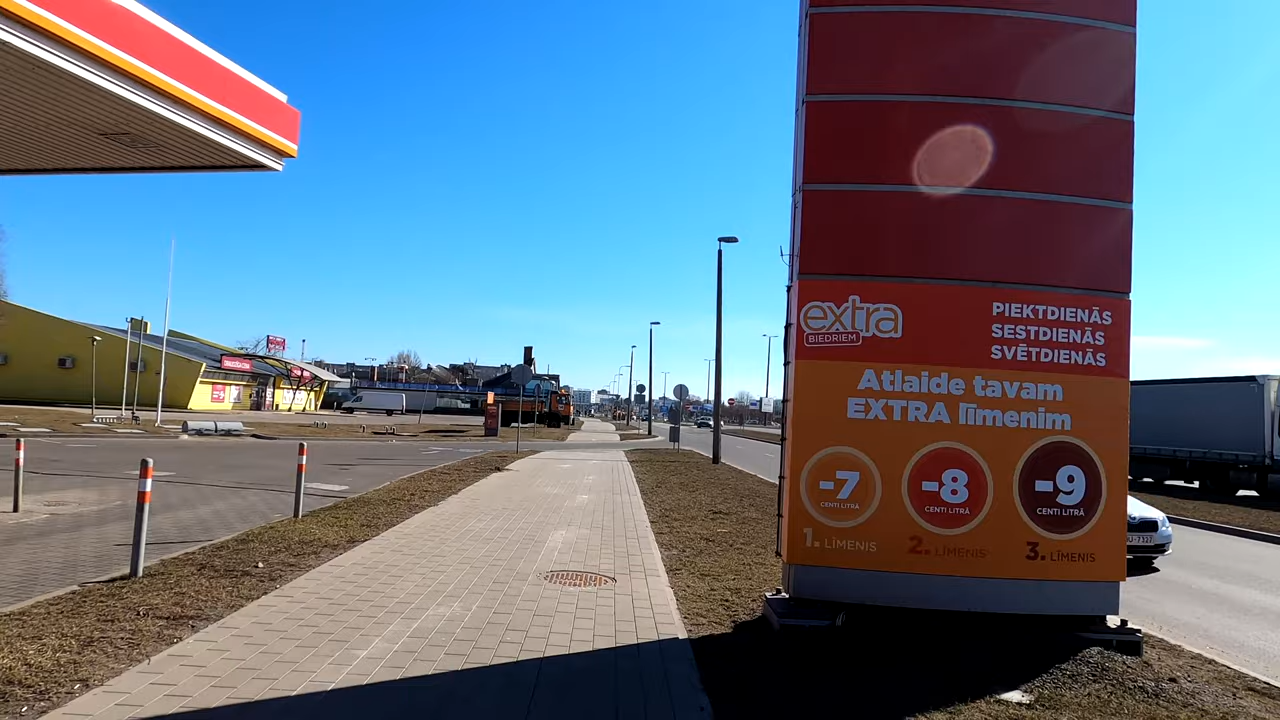 extra
BIEDRIEM
PIEKTDIENĀS
SESTDIENĀS
SVĒTDIENĀS
Atlaide tavam
EXTRA līmenim
-7
CENTI LITRĀ
-8
CENTI LITRĀ
-9
CENTI LITRĀ
1. LĪMENIS
2. LĪMENIS
3. LĪMENIS